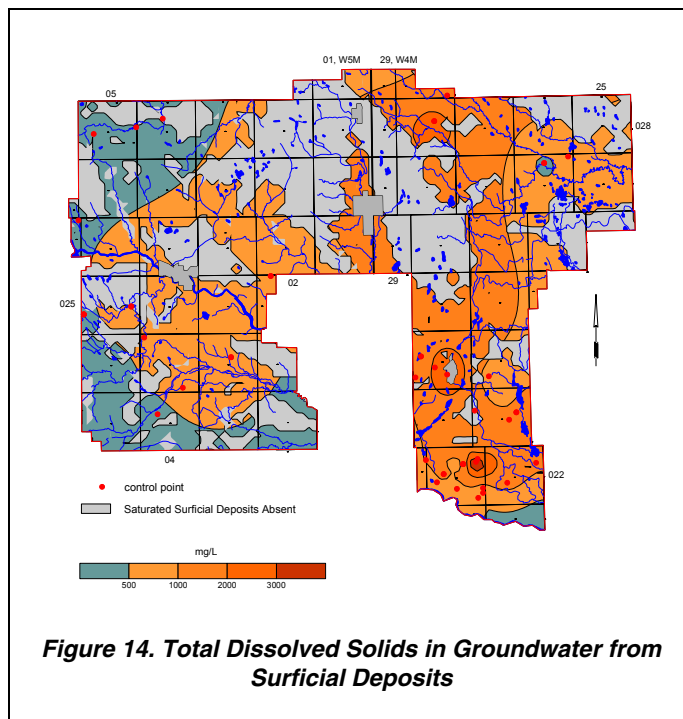 01, W5M 29, W4M
05
25
028
02
29
025
04
022
control point
Saturated Surficial Deposits Absent
mg/L
500 1000 2000 3000
Figure 14. Total Dissolved Solids in Groundwater from
Surficial Deposits